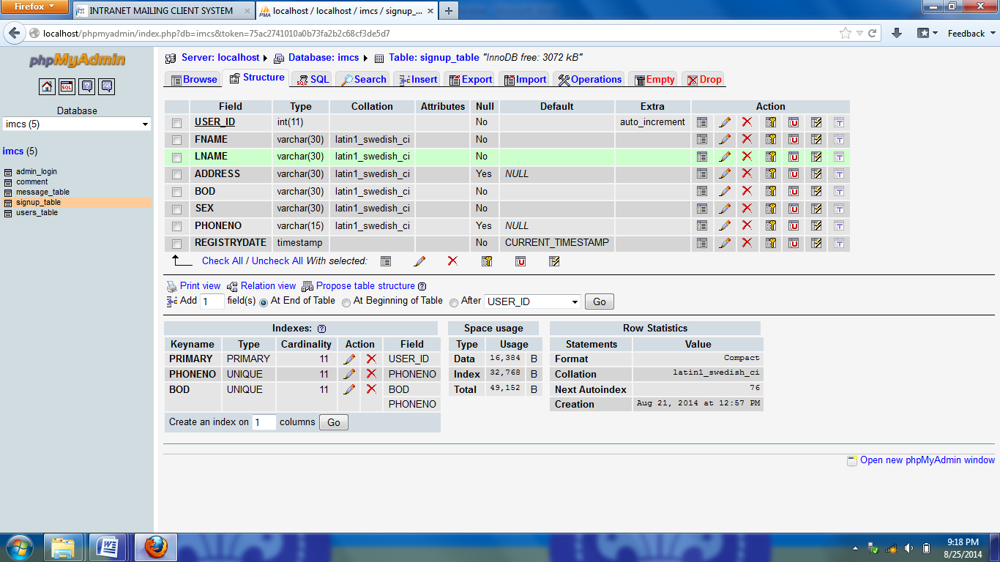 Firefox
INTRANET MAILING CLIENT SYSTEM
localhost / localhost / imcs / signup_...
localhost/phpmyadmin/index.php?db=imcs&token=75ac2741010a0b73fa2b2c68cf3de5d7
Feedback
phpMyAdmin
Database
imcs (5)
imcs (5)
admin_login
comment
message_table
signup_table
users_table
Server: localhost Database: imcs Table: signup_table "InnoDB free: 3072 kB"
Browse Structure SQL Search Insert Export Import Operations Empty Drop
Field Type Collation Attributes Null Default Extra Action
USER_ID int(11) No auto_increment
FNAME varchar(30) latin1_swedish_ci No
LNAME varchar(30) latin1_swedish_ci No
ADDRESS varchar(30) latin1_swedish_ci Yes NULL
BOD varchar(30) latin1_swedish_ci No
SEX varchar(30) latin1_swedish_ci No
PHONENO varchar(15) latin1_swedish_ci Yes NULL
REGISTRYDATE timestamp No CURRENT_TIMESTAMP
Check All / Uncheck All With selected:
Print view Relation view Propose table structure
Add 1 field(s) At End of Table At Beginning of Table After USER_ID Go
Indexes:
Keyname Type Cardinality Action Field
PRIMARY PRIMARY 11 USER_ID
PHONENO UNIQUE 11 PHONENO
BOD UNIQUE 11 BOD
PHONENO
Create an index on 1 columns Go
Space usage
Type Usage
Data 16,384 B
Index 32,768 B
Total 49,152 B
Row Statistics
Statements Value
Format Compact
Collation latin1_swedish_ci
Next Autoindex 76
Creation Aug 21, 2014 at 12:57 PM
Open new phpMyAdmin window
9:18 PM
8/25/2014